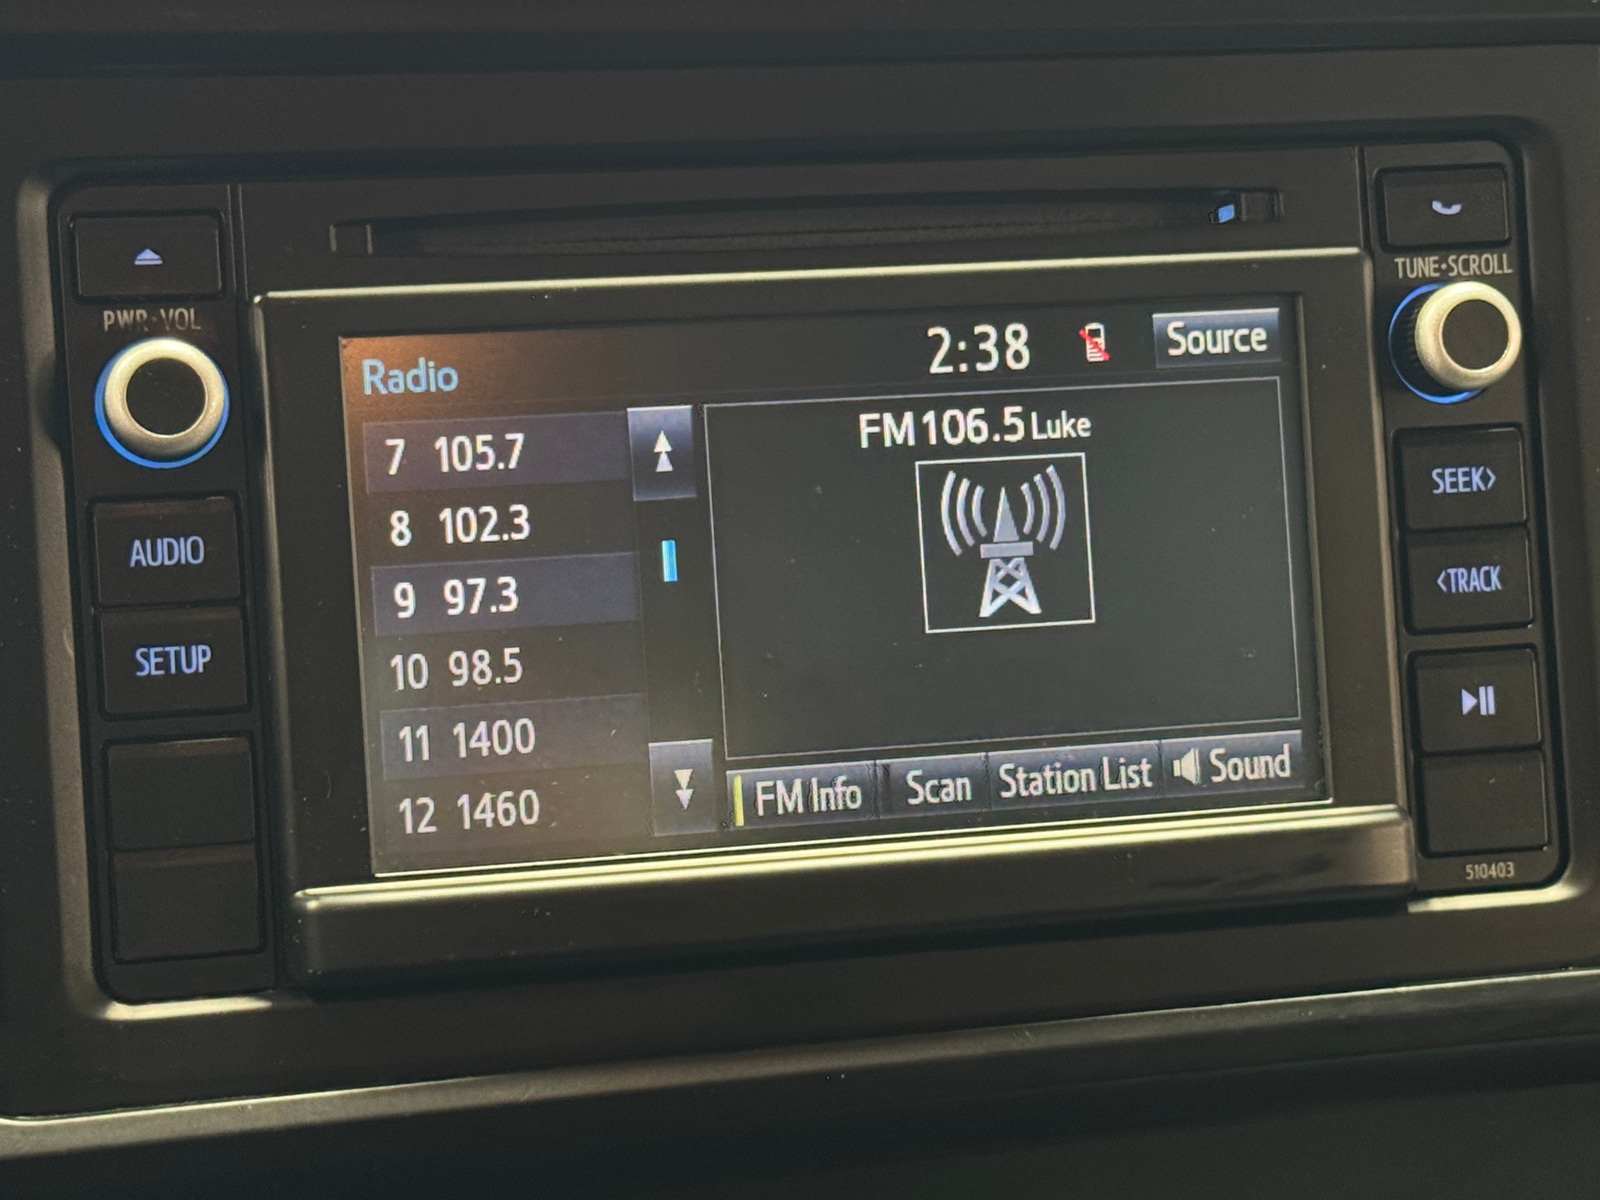 PWR•VOL
AUDIO
SETUP
Radio
2:38
Source
7 105.7
8 102.3
9 97.3
10 98.5
11 1400
12 1460
FM 106.5 Luke
FM Info
Scan
Station List
Sound
TUNE•SCROLL
SEEK>
<TRACK
510403